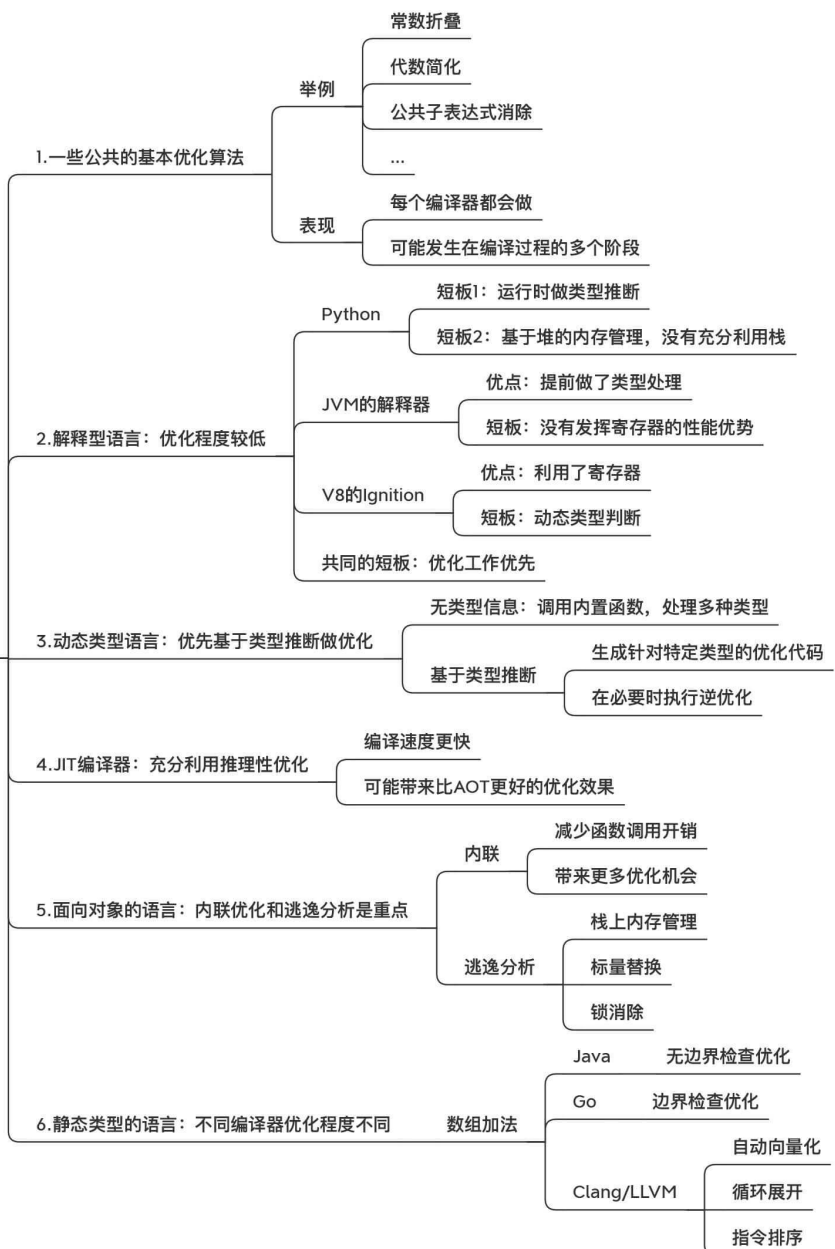 1.一些公共的基本优化算法
举例
常数折叠
代数简化
公共子表达式消除
...
表现
每个编译器都会做
可能发生在编译过程的多个阶段
2.解释型语言：优化程度较低
Python
短板1：运行时做类型推断
短板2：基于堆的内存管理，没有充分利用栈
JVM的解释器
优点：提前做了类型处理
短板：没有发挥寄存器的性能优势
V8的Ignition
优点：利用了寄存器
短板：动态类型判断
共同的短板：优化工作优先
3.动态类型语言：优先基于类型推断做优化
无类型信息：调用内置函数，处理多种类型
基于类型推断
生成针对特定类型的优化代码
在必要时执行逆优化
4.JIT编译器：充分利用推理性优化
编译速度更快
可能带来比AOT更好的优化效果
5.面向对象的语言：内联优化和逃逸分析是重点
内联
减少函数调用开销
带来更多优化机会
逃逸分析
栈上内存管理
标量替换
锁消除
6.静态类型的语言：不同编译器优化程度不同
数组加法
Java
无边界检查优化
Go
边界检查优化
Clang/LLVM
自动向量化
循环展开
指令排序